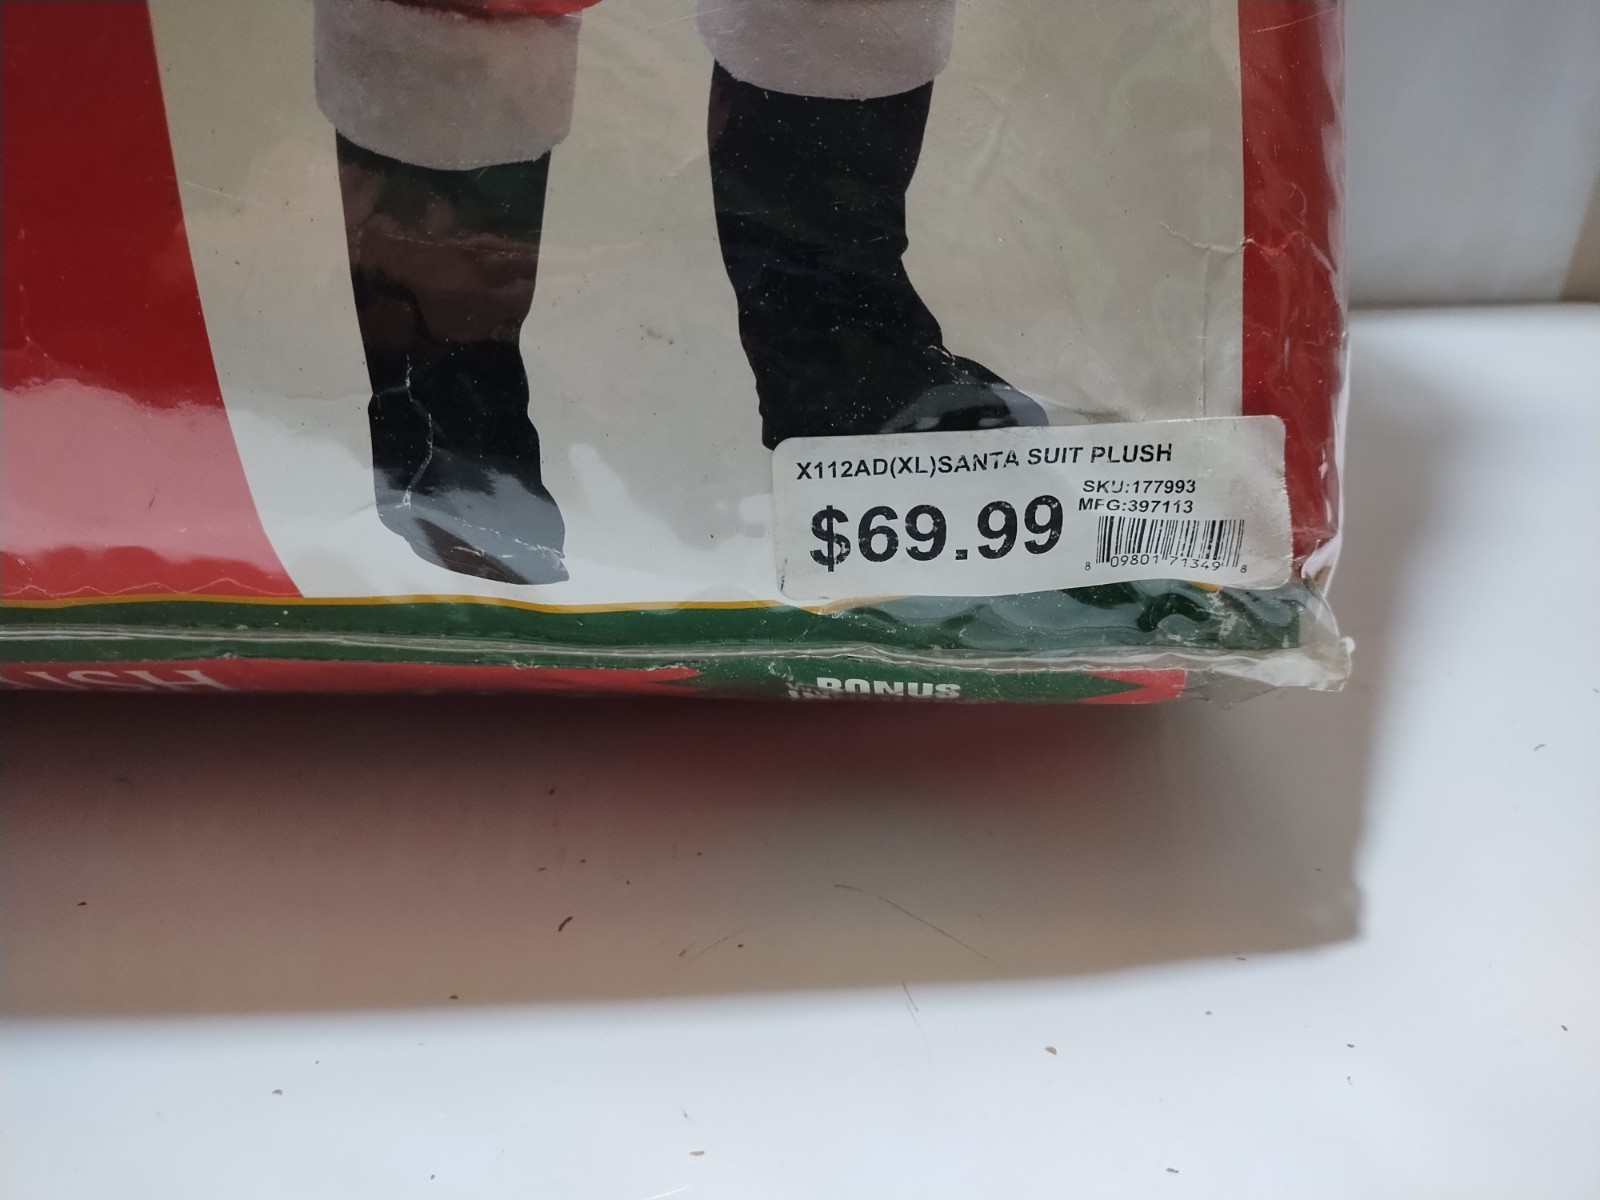 X112AD(XL)SANTA SUIT PLUSH
SKU:177993
MFG:397113
$69.99
8 09801 71349 8
BONUS